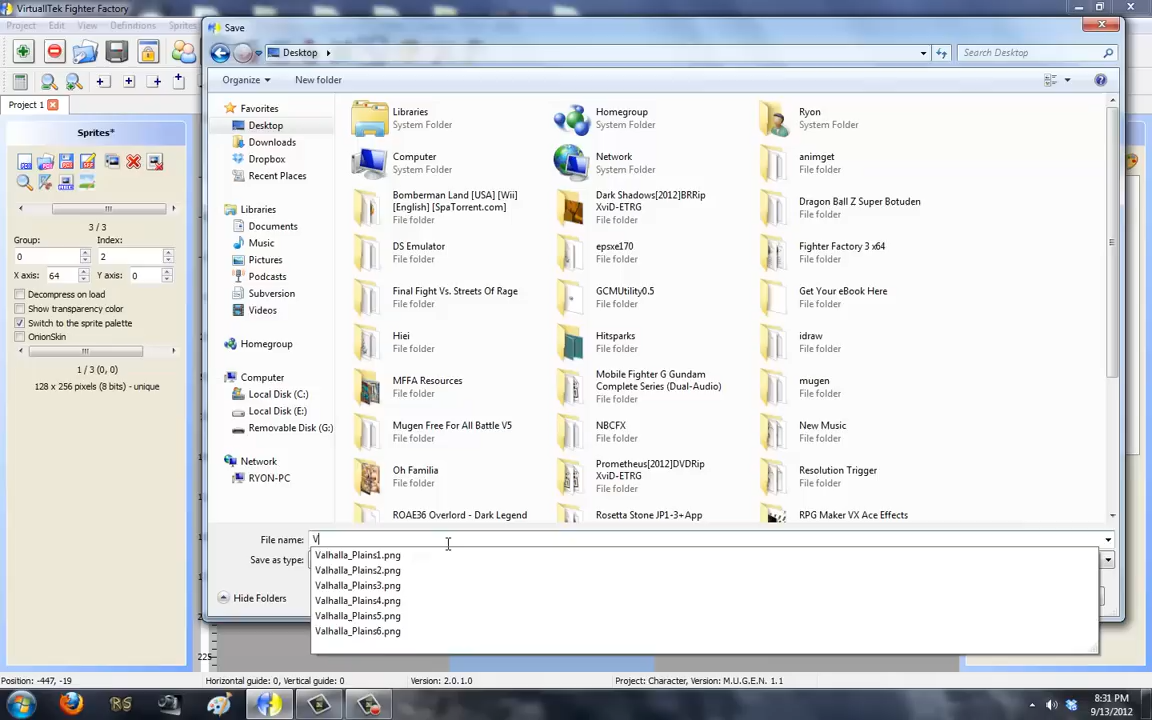 VirtuallTek Fighter Factory
Project Edit View Definitions Sprites
Save
Desktop
Search Desktop
Organize
New folder
Project 1
Sprites*
3 / 3
Group: Index:
0 2
X axis: 64 Y axis: 0
Decompress on load
Show transparency color
Switch to the sprite palette
OnionSkin
1 / 3 (0, 0)
128 x 256 pixels (8 bits) - unique
Favorites
Desktop
Downloads
Dropbox
Recent Places
Libraries
Documents
Music
Pictures
Podcasts
Subversion
Videos
Homegroup
Computer
Local Disk (C:)
Local Disk (E:)
Removable Disk (G:)
Network
RYON-PC
Libraries
System Folder
Homegroup
System Folder
Ryon
System Folder
Computer
System Folder
Network
System Folder
animget
File folder
Bomberman Land [USA] [Wii]
[English] [SpaTorrent.com]
File folder
Dark Shadows[2012]BRRip
XviD-ETRG
File folder
Dragon Ball Z Super Botuden
File folder
DS Emulator
File folder
epsxe170
File folder
Fighter Factory 3 x64
File folder
Final Fight Vs. Streets Of Rage
File folder
GCMUtility0.5
File folder
Get Your eBook Here
File folder
Hiei
File folder
Hitsparks
File folder
idraw
File folder
MFFA Resources
File folder
Mobile Fighter G Gundam
Complete Series (Dual-Audio)
File folder
mugen
File folder
Mugen Free For All Battle V5
File folder
NBCFX
File folder
New Music
File folder
Oh Familia
File folder
Prometheus[2012]DVDRip
XviD-ETRG
File folder
Resolution Trigger
File folder
ROAE36 Overlord - Dark Legend
Rosetta Stone JP1-3+App
RPG Maker VX Ace Effects
File name: V
Save as type:
Valhalla_Plains1.png
Valhalla_Plains2.png
Valhalla_Plains3.png
Valhalla_Plains4.png
Valhalla_Plains5.png
Valhalla_Plains6.png
Hide Folders
225
Position: -447, -19
Horizontal guide: 0, Vertical guide: 0
Version: 2.0.1.0
Project: Character, Version: M.U.G.E.N. 1.1
8:31 PM
9/13/2012